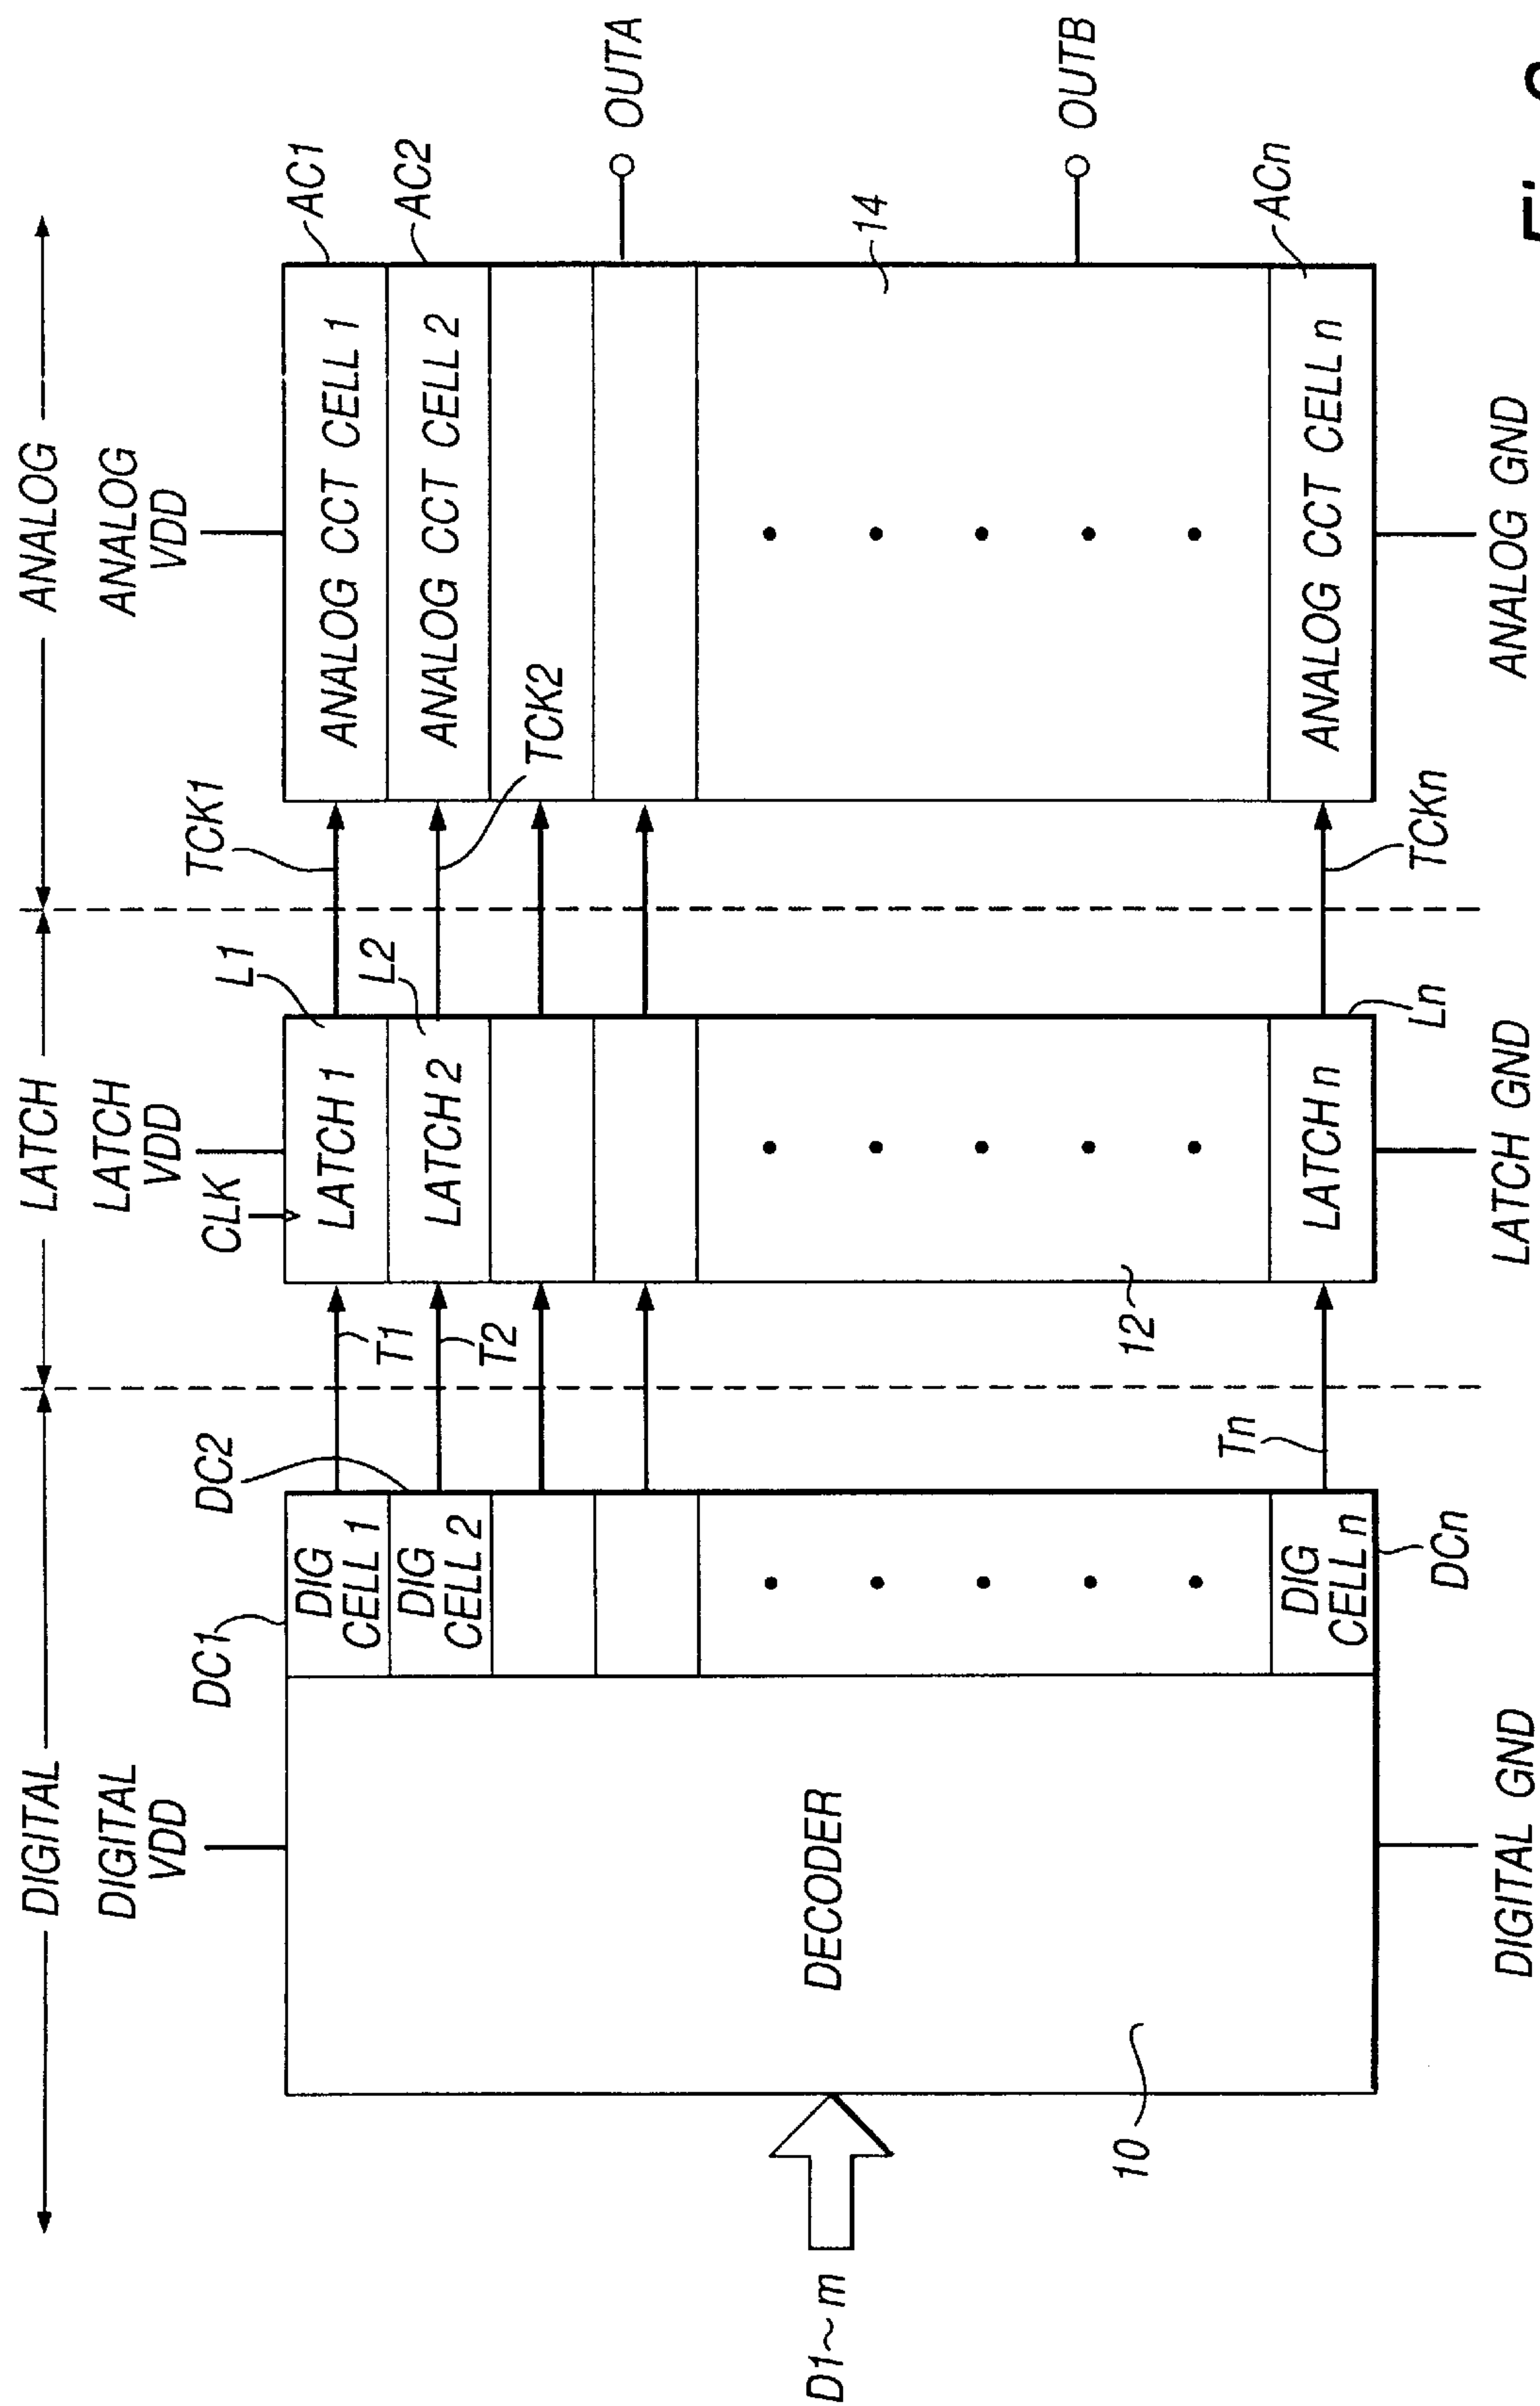 DIGITAL
LATCH
ANALOG
DIGITAL
VDD
LATCH
VDD
ANALOG
VDD
CLK
DC1
DC2
L1
L2
TCK1
TCK2
AC1
AC2
DIG
CELL 1
DIG
CELL 2
T1
T2
LATCH 1
LATCH 2
ANALOG CCT CELL 1
ANALOG CCT CELL 2
OUTA
D1~m
DECODER
14
OUTB
10
12
Tn
DIG
CELL n
DCn
LATCH n
Ln
TCKn
ANALOG CCT CELL n
ACn
DIGITAL GND
LATCH GND
ANALOG GND